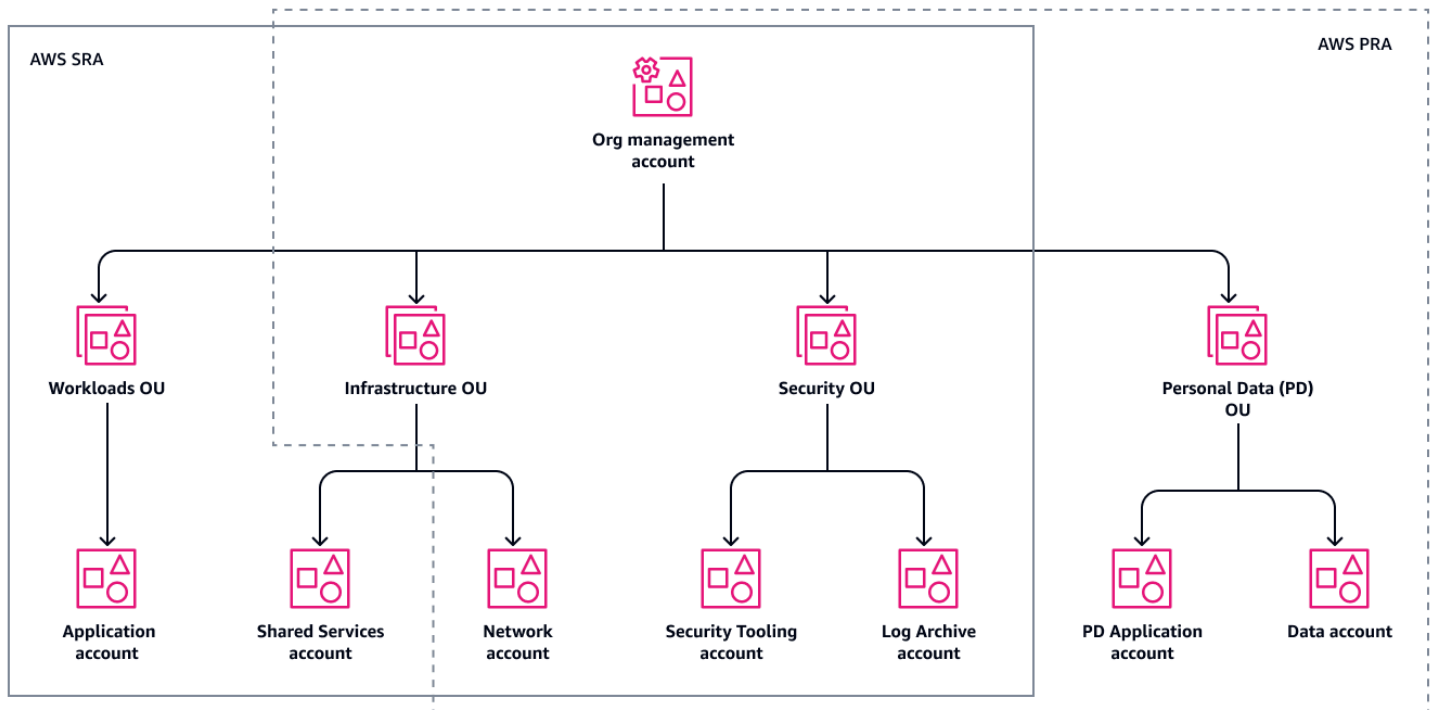 AWS SRA
AWS PRA
Org management
account
Workloads OU
Infrastructure OU
Security OU
Personal Data (PD)
OU
Application
account
Shared Services
account
Network
account
Security Tooling
account
Log Archive
account
PD Application
account
Data account